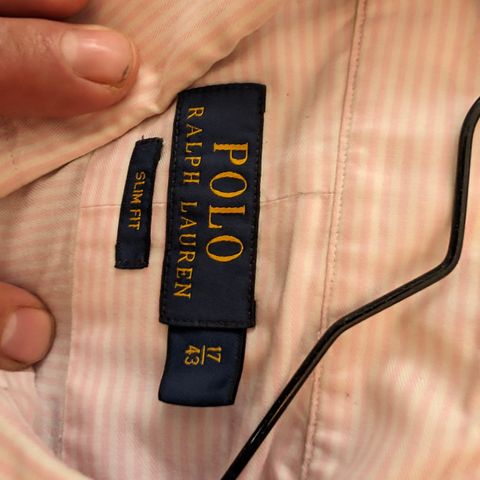 POLO
RALPH LAUREN
SLIM FIT
17
43